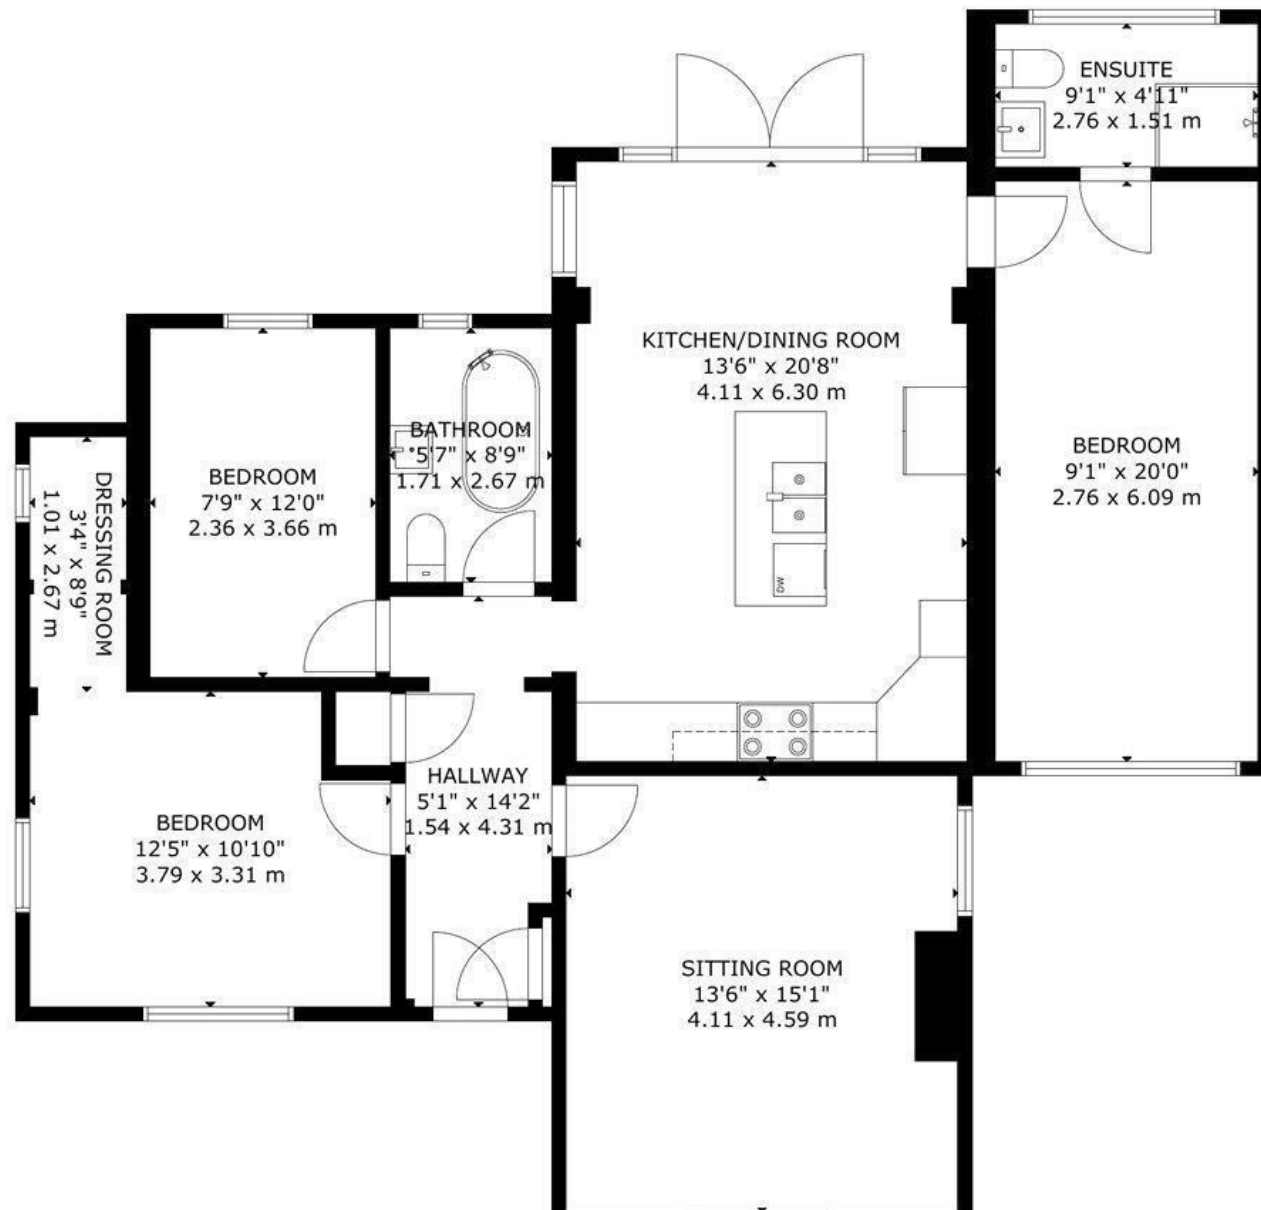 ENSUITE
9'1" x 4'11"
2.76 x 1.51 m
KITCHEN/DINING ROOM
13'6" x 20'8"
4.11 x 6.30 m
BATHROOM
5'7" x 8'9"
1.71 x 2.67 m
BEDROOM
9'1" x 20'0"
2.76 x 6.09 m
BEDROOM
7'9" x 12'0"
2.36 x 3.66 m
DRESSING ROOM
3'4" x 8'9"
1.01 x 2.67 m
DW
HALLWAY
5'1" x 14'2"
1.54 x 4.31 m
BEDROOM
12'5" x 10'10"
3.79 x 3.31 m
SITTING ROOM
13'6" x 15'1"
4.11 x 4.59 m